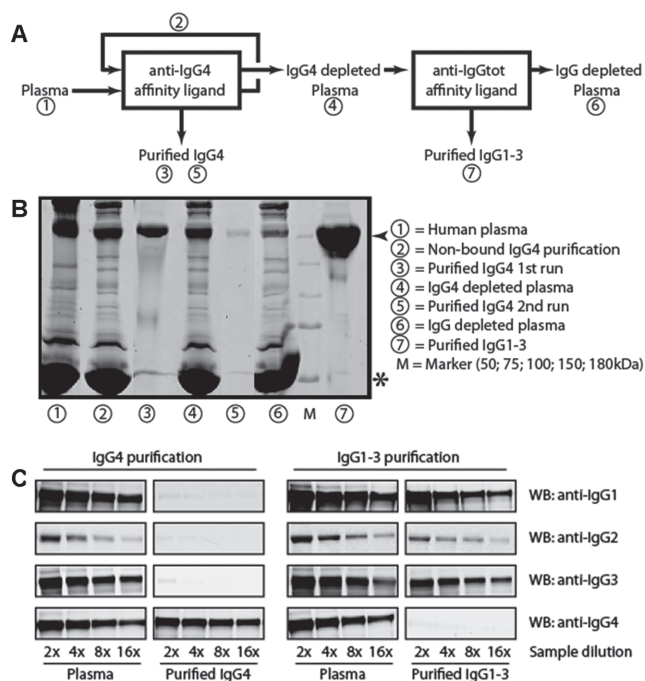 A
②
Plasma
①
anti-IgG4
affinity ligand
IgG4 depleted
Plasma
④
anti-IgGtot
affinity ligand
IgG depleted
Plasma
⑥
Purified IgG4
③ ⑤
Purified IgG1-3
⑦
B
① = Human plasma
② = Non-bound IgG4 purification
③ = Purified IgG4 1st run
④ = IgG4 depleted plasma
⑤ = Purified IgG4 2nd run
⑥ = IgG depleted plasma
⑦ = Purified IgG1-3
M = Marker (50; 75; 100; 150; 180kDa)
*
① ② ③ ④ ⑤ ⑥ M ⑦
C
IgG4 purification IgG1-3 purification
WB: anti-IgG1
WB: anti-IgG2
WB: anti-IgG3
WB: anti-IgG4
2x 4x 8x 16x 2x 4x 8x 16x 2x 4x 8x 16x 2x 4x 8x 16x Sample dilution
Plasma Purified IgG4 Plasma Purified IgG1-3